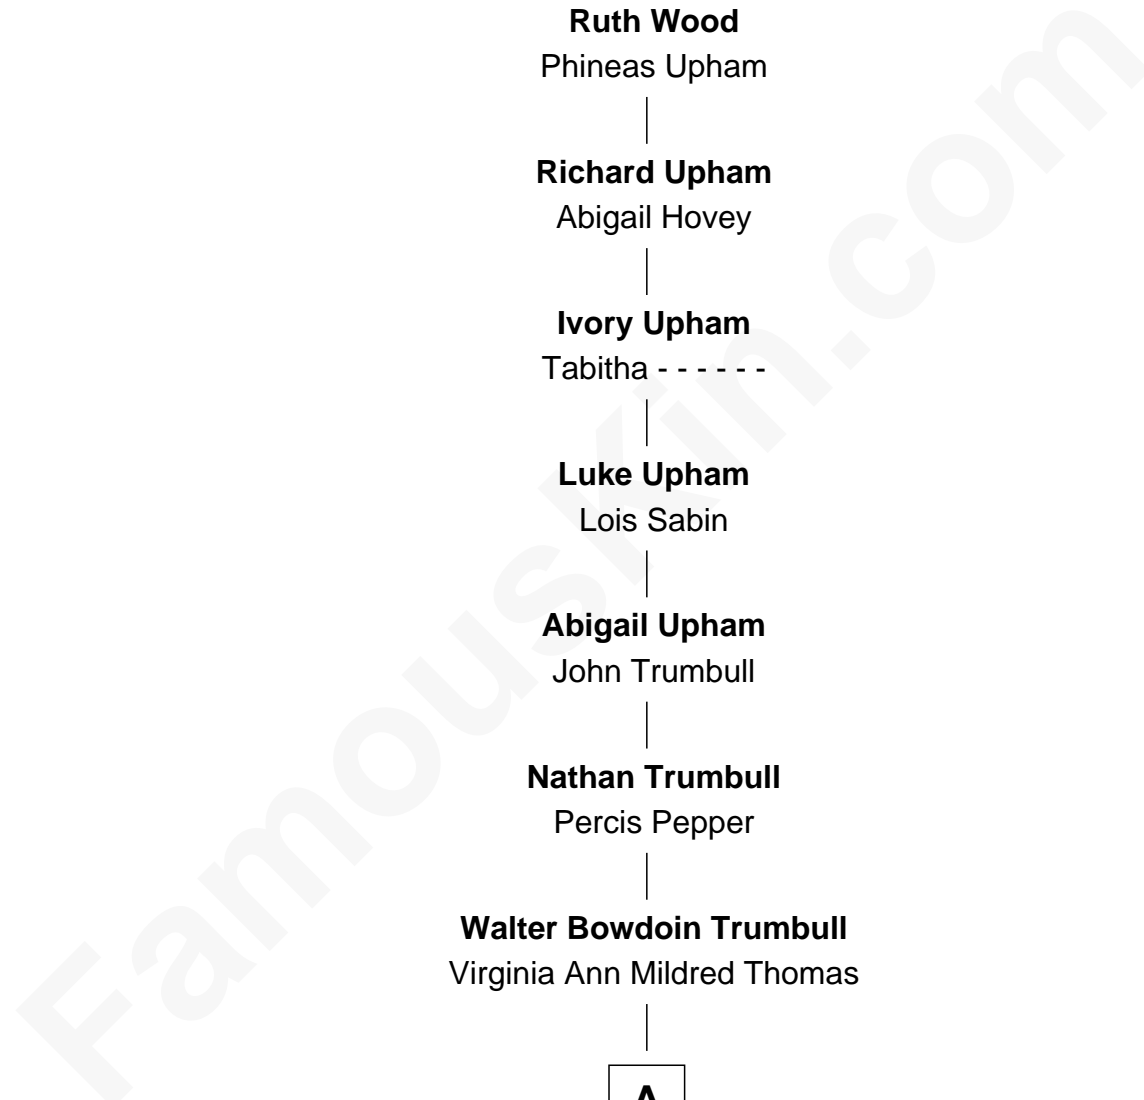 Ruth Wood
Phineas Upham
Richard Upham
Abigail Hovey
Ivory Upham
Tabitha - - - - - -
Luke Upham
Lois Sabin
Abigail Upham
John Trumbull
Nathan Trumbull
Percis Pepper
Walter Bowdoin Trumbull
Virginia Ann Mildred Thomas
A
FamousKin.com